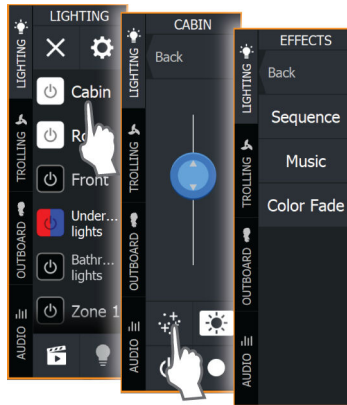 LIGHTING
LIGHTING
TROLLING
OUTBOARD
AUDIO
Cabin
Front
Under...
lights
Bathr...
lights
Zone 1
CABIN
LIGHTING
TROLLING
OUTBOARD
AUDIO
Back
EFFECTS
LIGHTING
TROLLING
OUTBOARD
AUDIO
Back
Sequence
Music
Color Fade